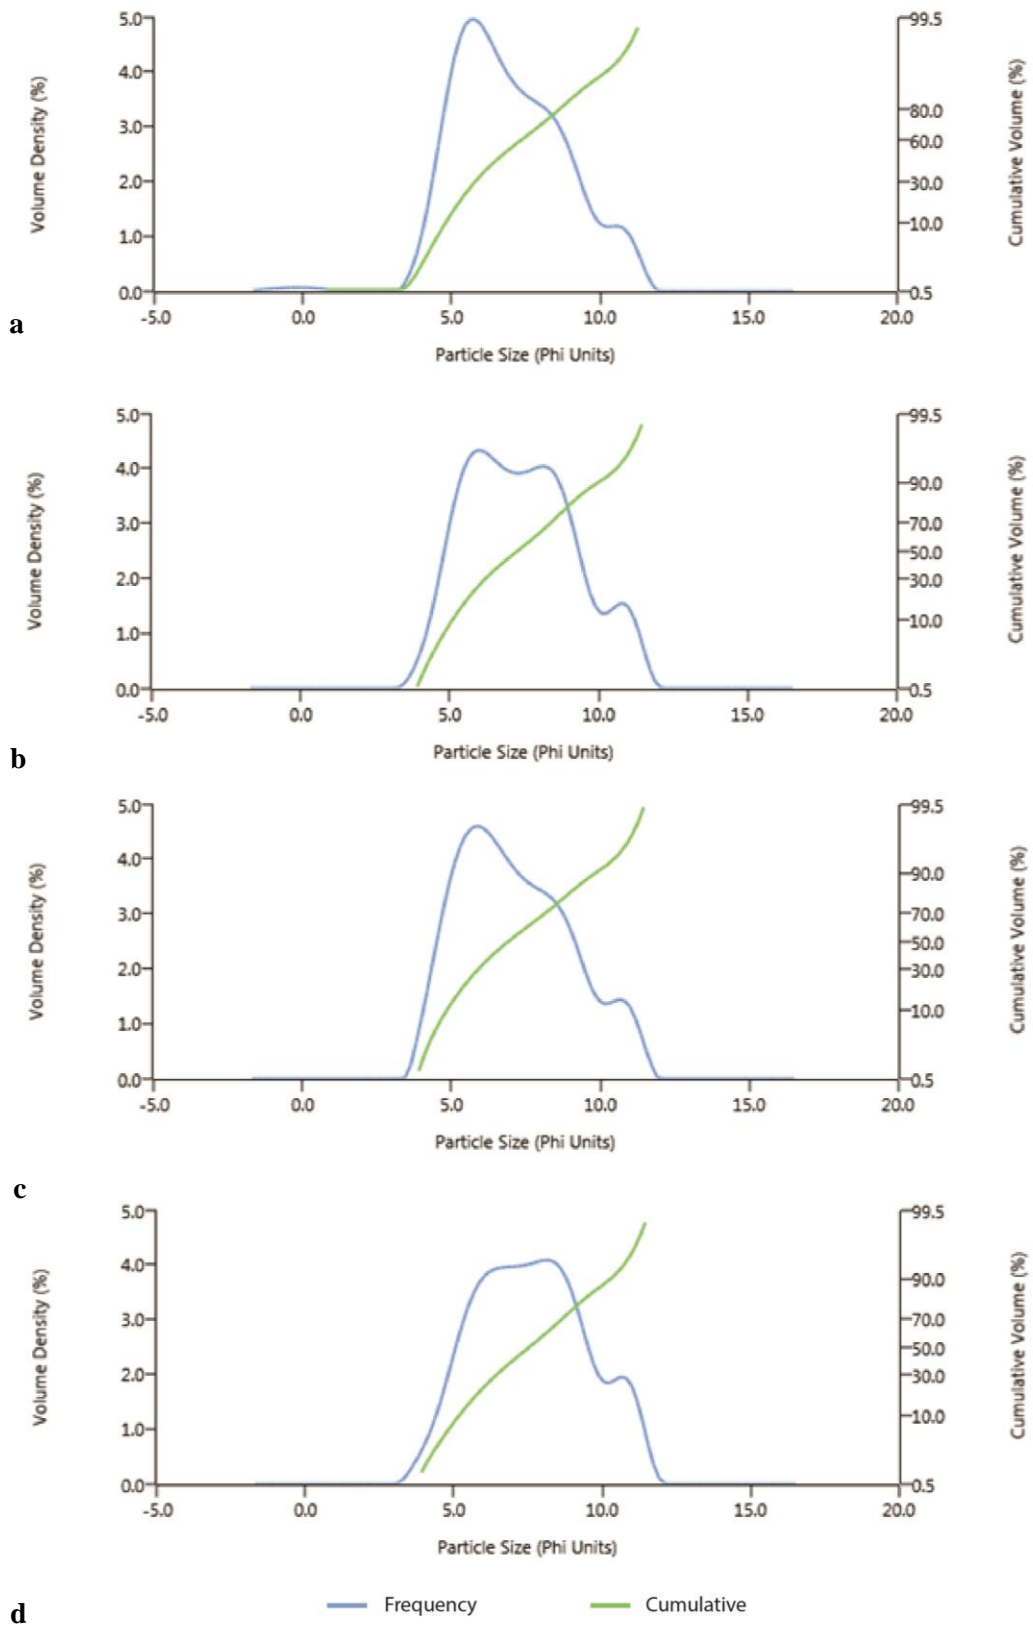 5.0 99.5
4.0
3.0 80.0
60.0
2.0 30.0
1.0 10.0
0.0 0.5
-5.0 0.0 5.0 10.0 15.0 20.0
Volume Density (%)
Cumulative Volume (%)
Particle Size (Phi Units)
a
5.0 99.5
4.0 90.0
3.0 70.0
50.0
2.0 30.0
1.0 10.0
0.0 0.5
-5.0 0.0 5.0 10.0 15.0 20.0
Volume Density (%)
Cumulative Volume (%)
Particle Size (Phi Units)
b
5.0 99.5
4.0 90.0
3.0 70.0
50.0
2.0 30.0
1.0 10.0
0.0 0.5
-5.0 0.0 5.0 10.0 15.0 20.0
Volume Density (%)
Cumulative Volume (%)
Particle Size (Phi Units)
c
5.0 99.5
4.0 90.0
3.0 70.0
50.0
2.0 30.0
1.0 10.0
0.0 0.5
-5.0 0.0 5.0 10.0 15.0 20.0
Volume Density (%)
Cumulative Volume (%)
Particle Size (Phi Units)
d
Frequency Cumulative